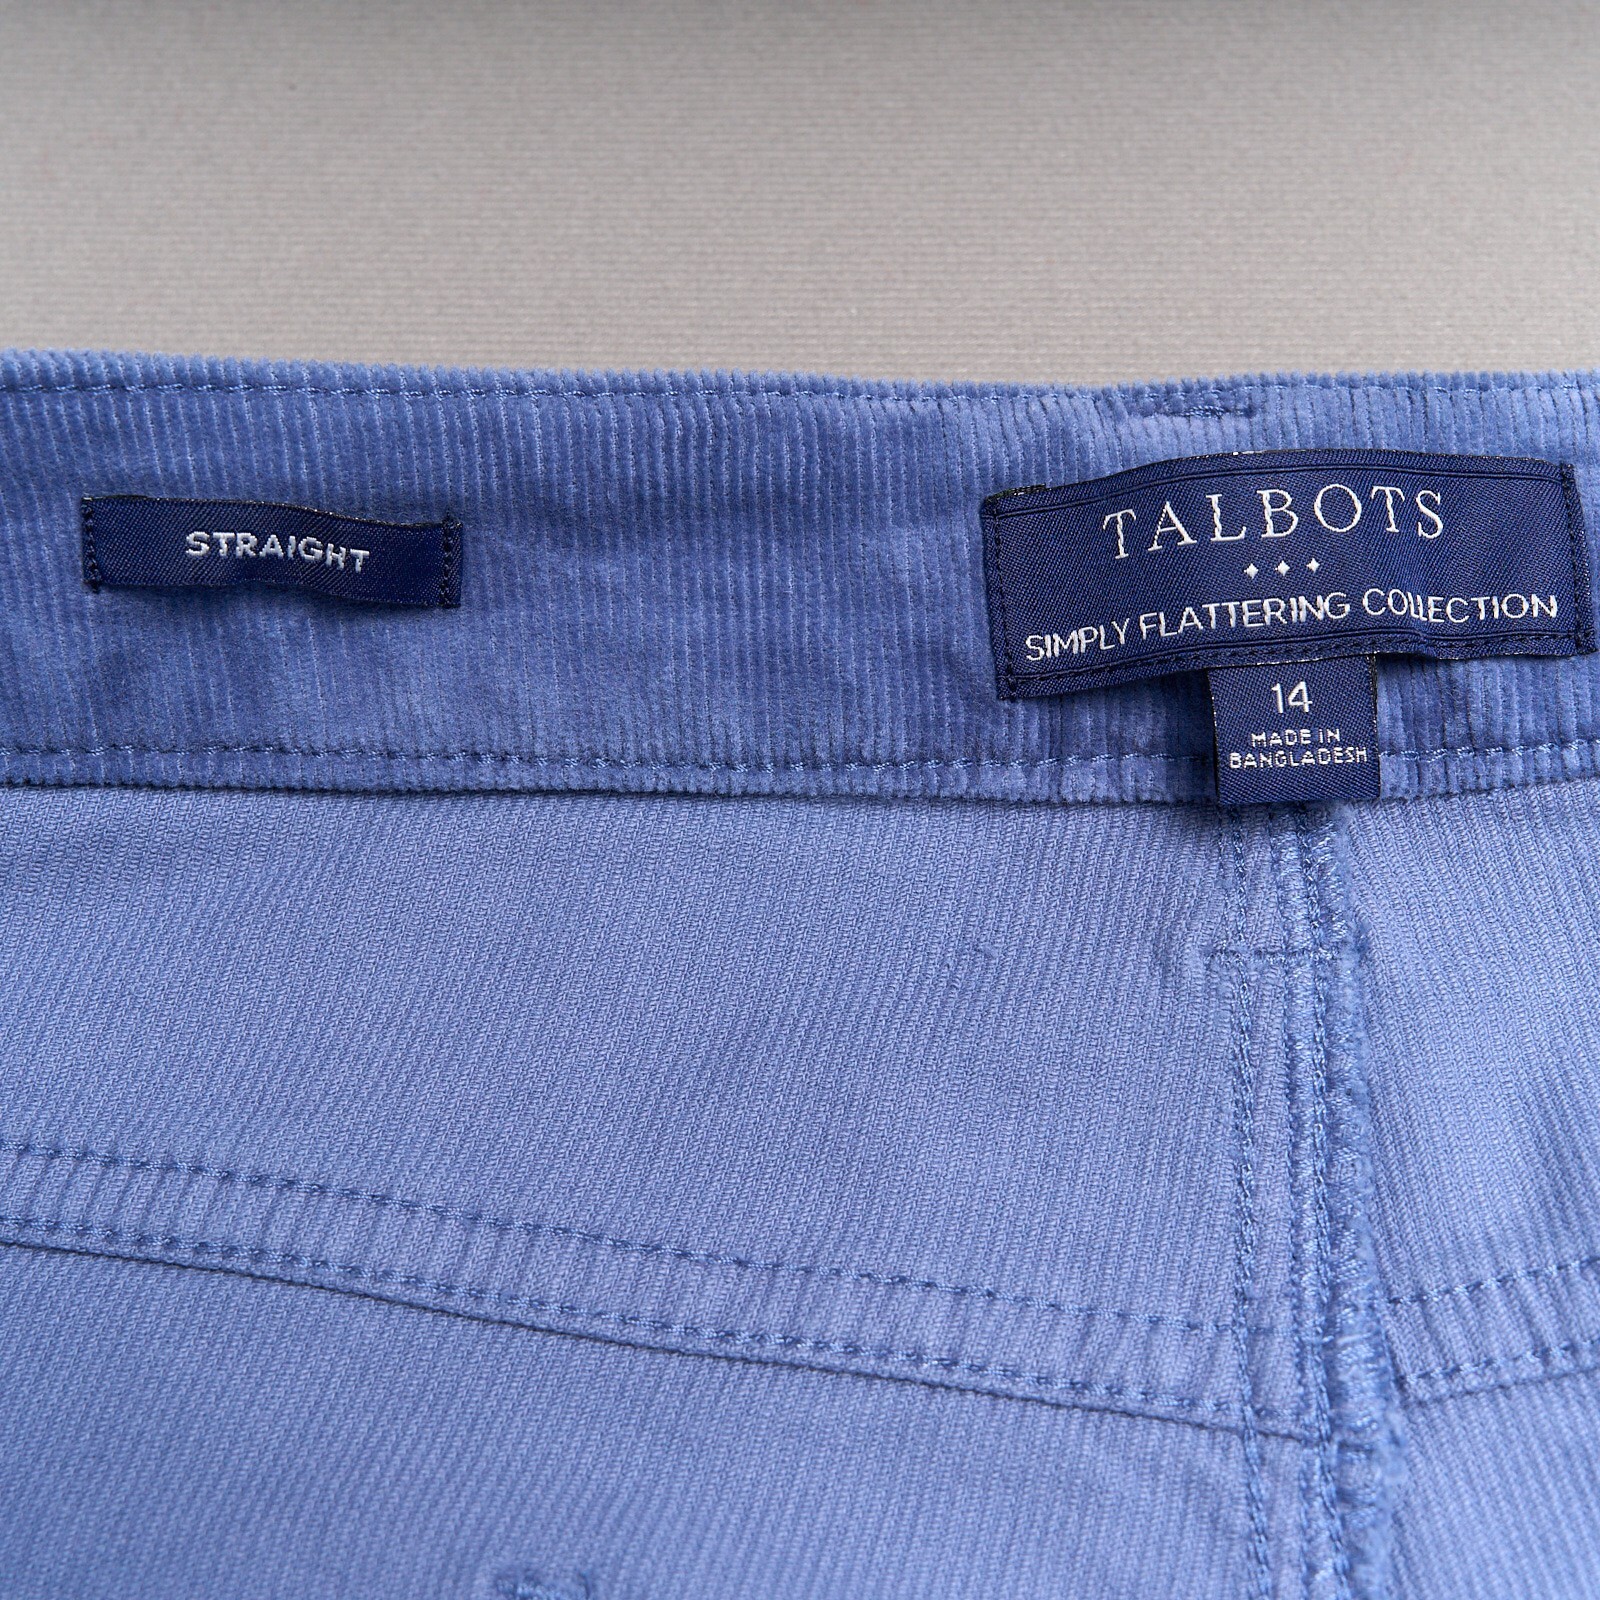 STRAIGHT
TALBOTS
SIMPLY FLATTERING COLLECTION
14
MADE IN
BANGLADESH